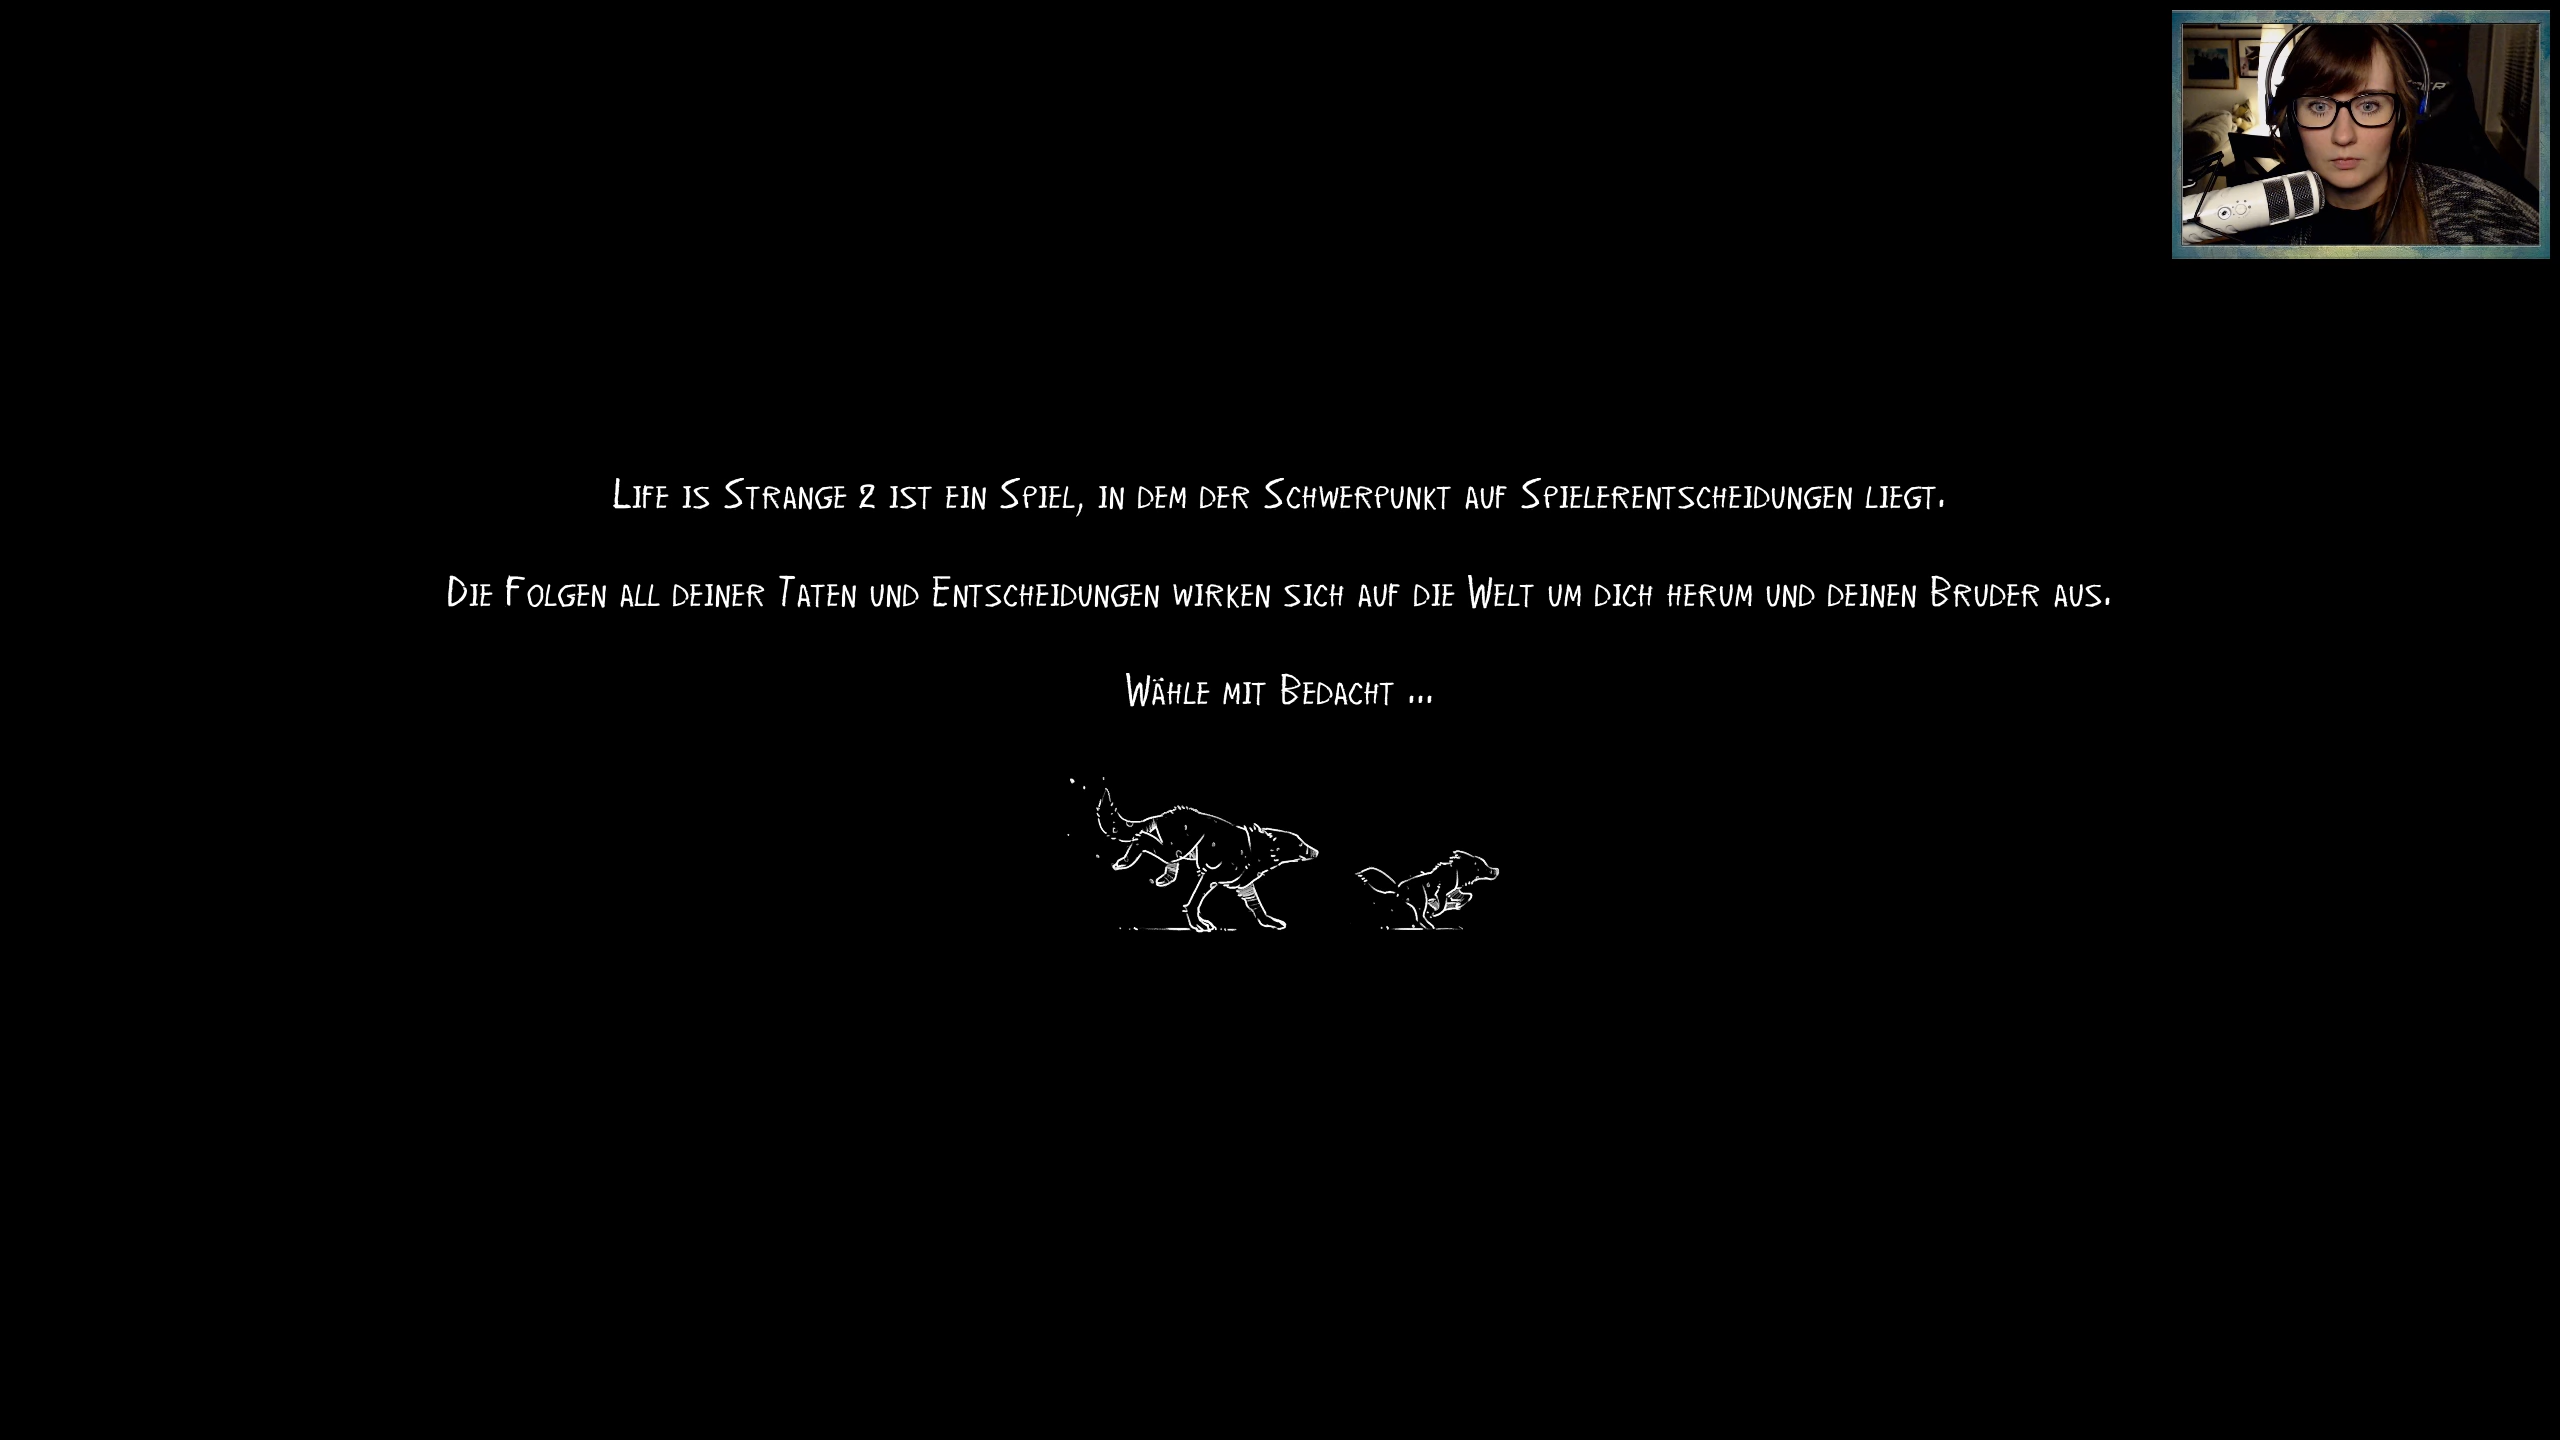 Life is Strange 2 ist ein Spiel, in dem der Schwerpunkt auf Spielerentscheidungen liegt.
Die Folgen all deiner Taten und Entscheidungen wirken sich auf die Welt um dich herum und deinen Bruder aus.
Wähle mit Bedacht ...